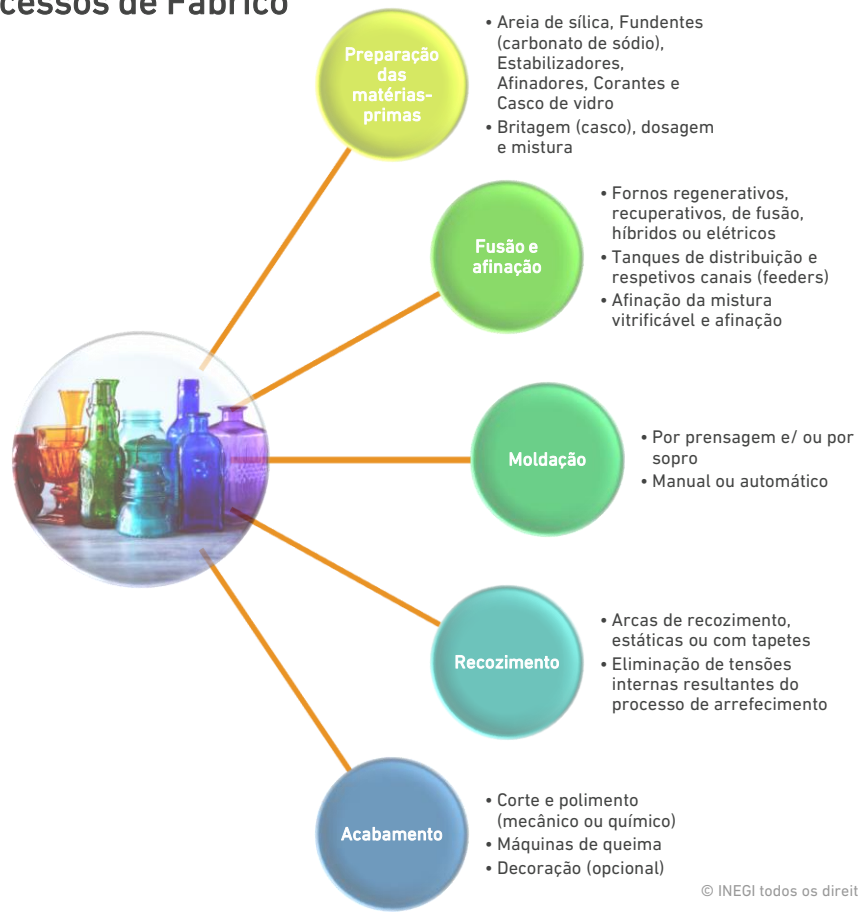 cessos de Fabrico
Preparação
das
matérias-
primas
• Areia de sílica, Fundentes
(carbonato de sódio),
Estabilizadores,
Afinadores, Corantes e
Casco de vidro
• Britagem (casco), dosagem
e mistura
Fusão e
afinação
• Fornos regenerativos,
recuperativos, de fusão,
híbridos ou elétricos
• Tanques de distribuição e
respetivos canais (feeders)
• Afinação da mistura
vitrificável e afinação
Moldação
• Por prensagem e/ ou por
sopro
• Manual ou automático
Recozimento
• Arcas de recozimento,
estáticas ou com tapetes
• Eliminação de tensões
internas resultantes do
processo de arrefecimento
Acabamento
• Corte e polimento
(mecânico ou químico)
• Máquinas de queima
• Decoração (opcional)
© INEGI todos os direit